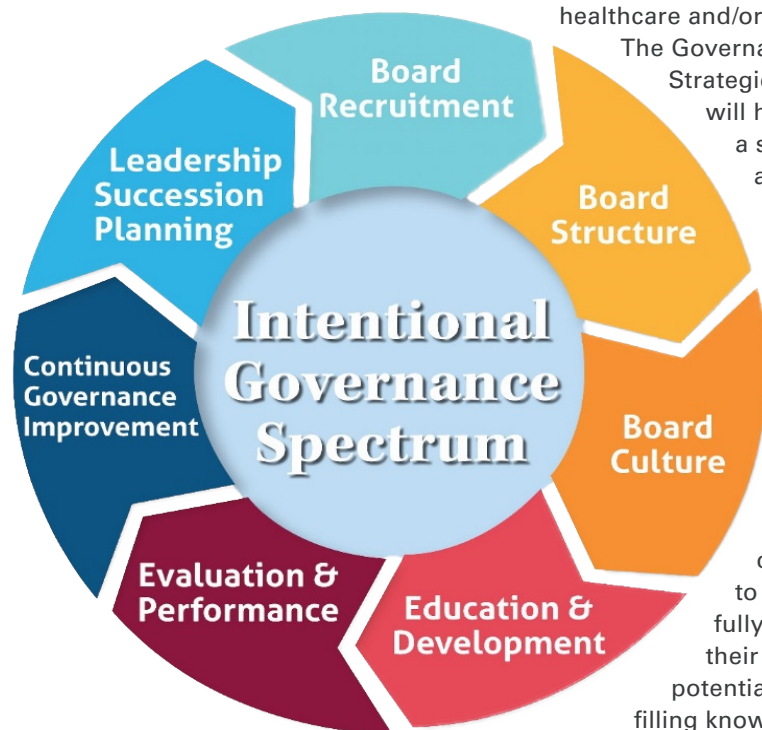 healthcare and/or
The Governa
Strategic
will h
a s
a
Board
Recruitment
Board
Structure
Board
Culture
Education &
Development
Evaluation &
Performance
Continuous
Governance
Improvement
Leadership
Succession
Planning
Intentional
Governance
Spectrum
to
fully
their
potentia
filling know